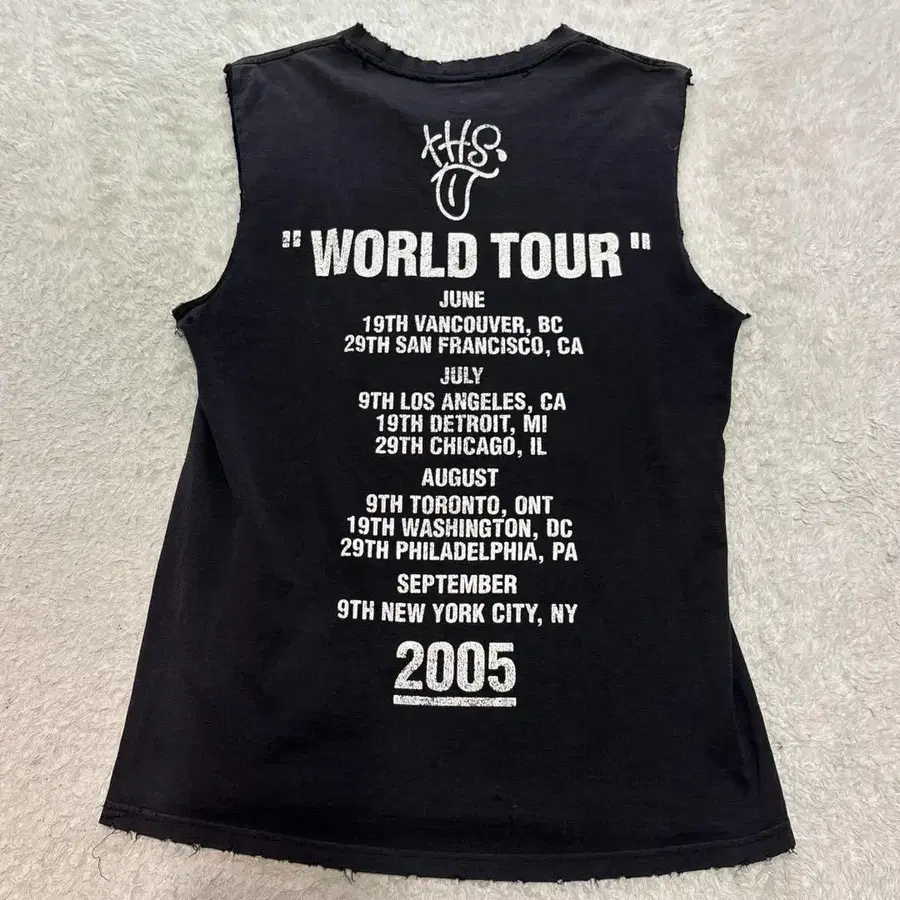 tHS.
"WORLD TOUR"
JUNE
19TH VANCOUVER, BC
29TH SAN FRANCISCO, CA
JULY
9TH LOS ANGELES, CA
19TH DETROIT, MI
29TH CHICAGO, IL
AUGUST
9TH TORONTO, ONT
19TH WASHINGTON, DC
29TH PHILADELPHIA, PA
SEPTEMBER
9TH NEW YORK CITY, NY
2005